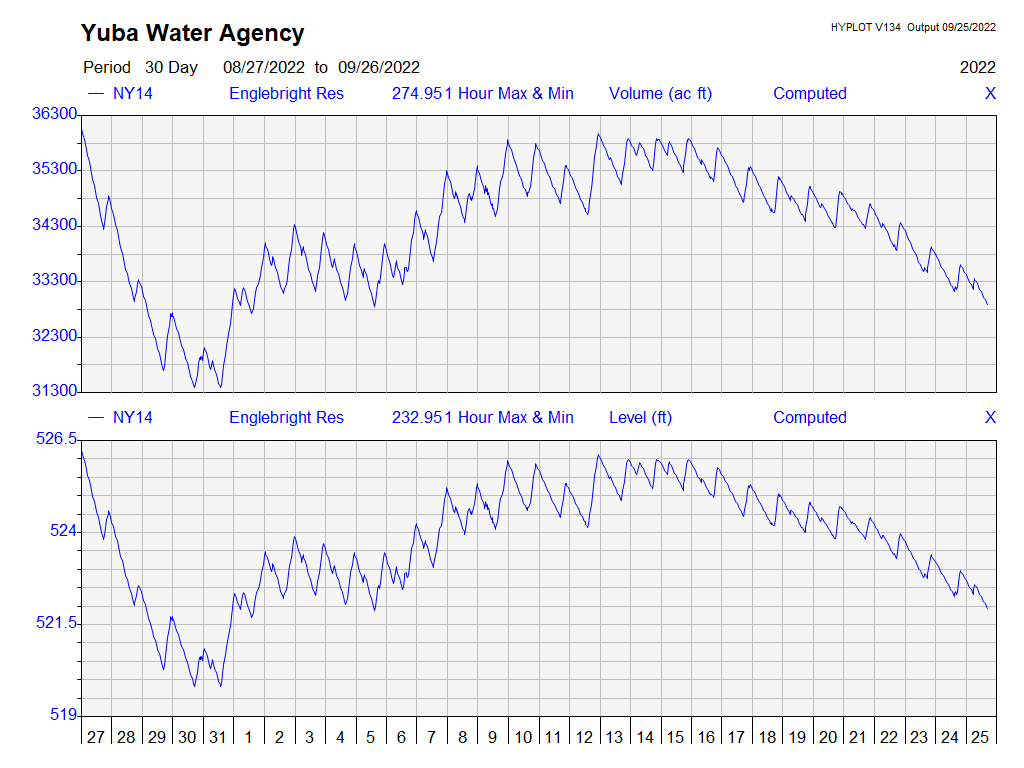 Yuba Water Agency
HYPLOT V134 Output 09/25/2022
Period 30 Day 08/27/2022 to 09/26/2022 2022
NY14 Englebright Res 274.951 Hour Max & Min Volume (ac ft) Computed X
36300
35300
34300
33300
32300
31300
NY14 Englebright Res 232.951 Hour Max & Min Level (ft) Computed X
526.5
524
521.5
519
27 28 29 30 31 1 2 3 4 5 6 7 8 9 10 11 12 13 14 15 16 17 18 19 20 21 22 23 24 25